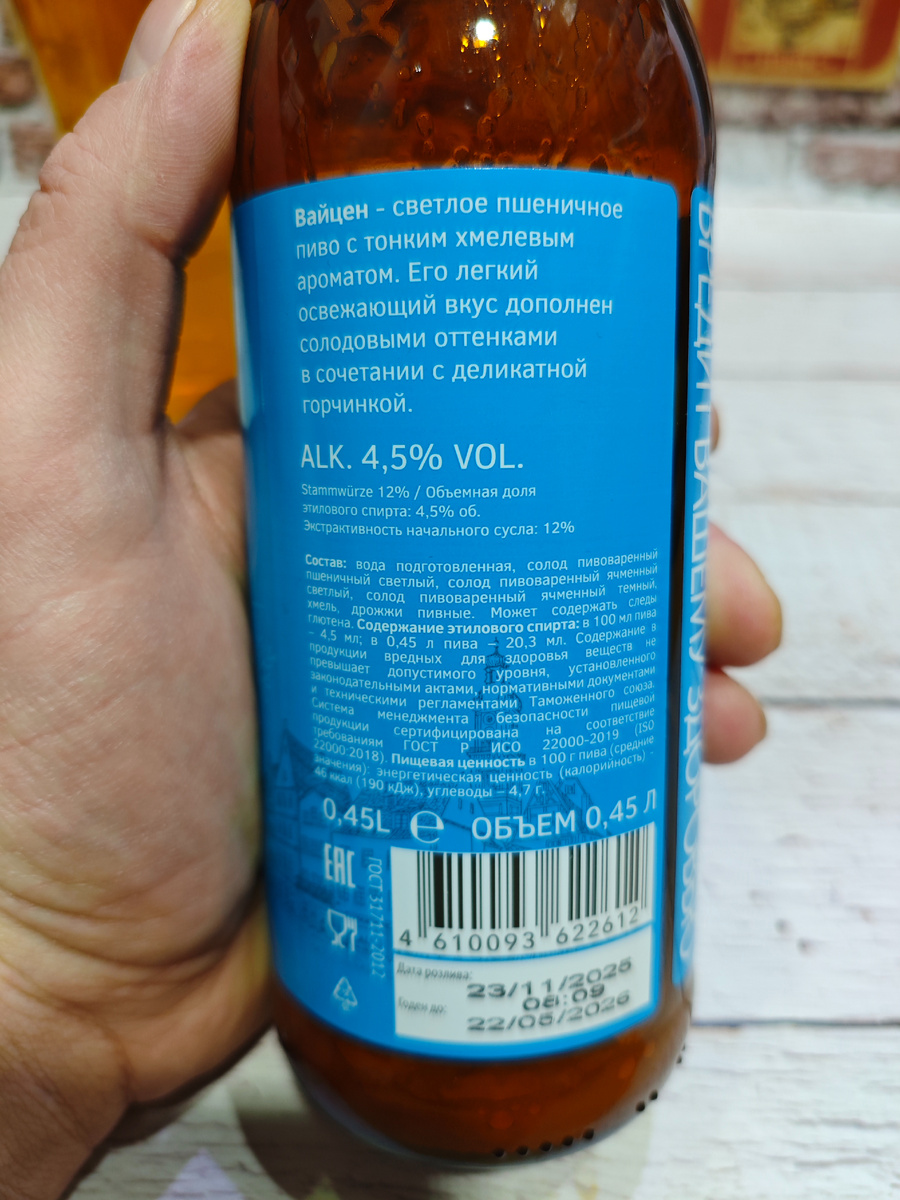 Вайцен - светлое пшеничное
пиво с тонким хмелевым
ароматом. Его легкий
освежающий вкус дополнен
солодовыми оттенками
в сочетании с деликатной
горчинкой.
ALK. 4,5% VOL.
Stammwürze 12% / Объемная доля
этилового спирта: 4,5% об.
Экстрактивность начального сусла: 12%
Состав: вода подготовленная, солод пивоваренный
пшеничный светлый, солод пивоваренный ячменный
светлый, солод пивоваренный ячменный темный,
хмель, дрожжи пивные. Может содержать следы
глютена. Содержание этилового спирта: в 100 мл пива
– 4,5 мл; в 0,45 л пива – 20,3 мл. Содержание в
продукции вредных для здоровья веществ не
превышает допустимого уровня, установленного
законодательными актами, нормативными документами
и техническими регламентами Таможенного союза.
Система менеджмента безопасности пищевой
продукции сертифицирована на соответствие
требованиям ГОСТ Р ИСО 22000-2019 (ISO
22000:2018). Пищевая ценность в 100 г пива (средние
значения): энергетическая ценность (калорийность) -
46 ккал (190 кДж), углеводы – 4,7 г.
0,45L e ОБЪЕМ 0,45 Л
EAC
ГОСТ 31711-2012
4 610093 622612
Дата розлива:
23/11/2025
08:09
Годен до:
22/05/2026
ВРЕДИТ ВАШЕМУ ЗДОРОВЬЮ